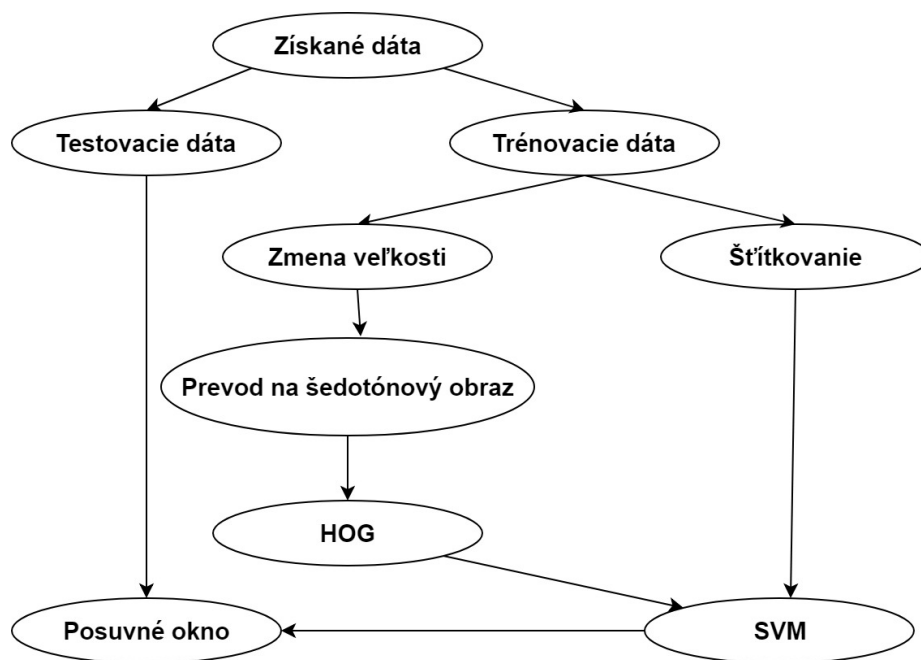 Získané dáta
Testovacie dáta
Trénovacie dáta
Zmena veľkosti
Šťítkovanie
Prevod na šedotónový obraz
HOG
Posuvné okno
SVM